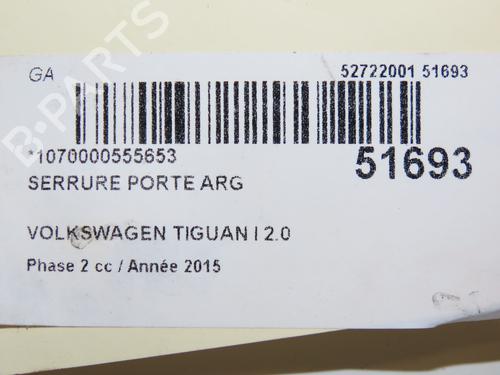 GA
52722001 51693
*1070000555653
51693
SERRURE PORTE ARG
VOLKSWAGEN TIGUAN I 2.0
Phase 2 cc / Année 2015
B-PARTS